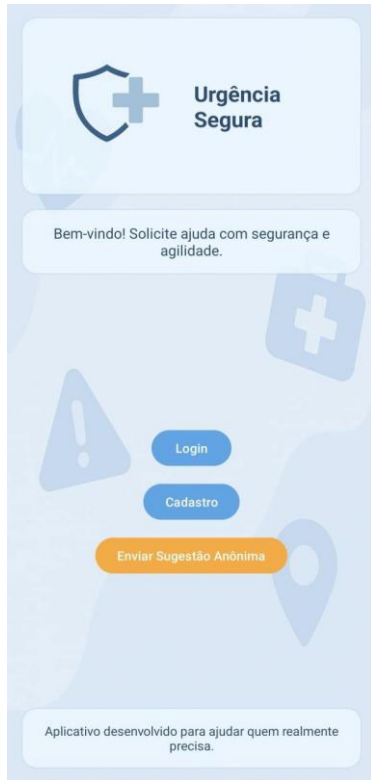 Urgência
Segura
Bem-vindo! Solicite ajuda com segurança e
agilidade.
Login
Cadastro
Enviar Sugestão Anônima
Aplicativo desenvolvido para ajudar quem realmente
precisa.